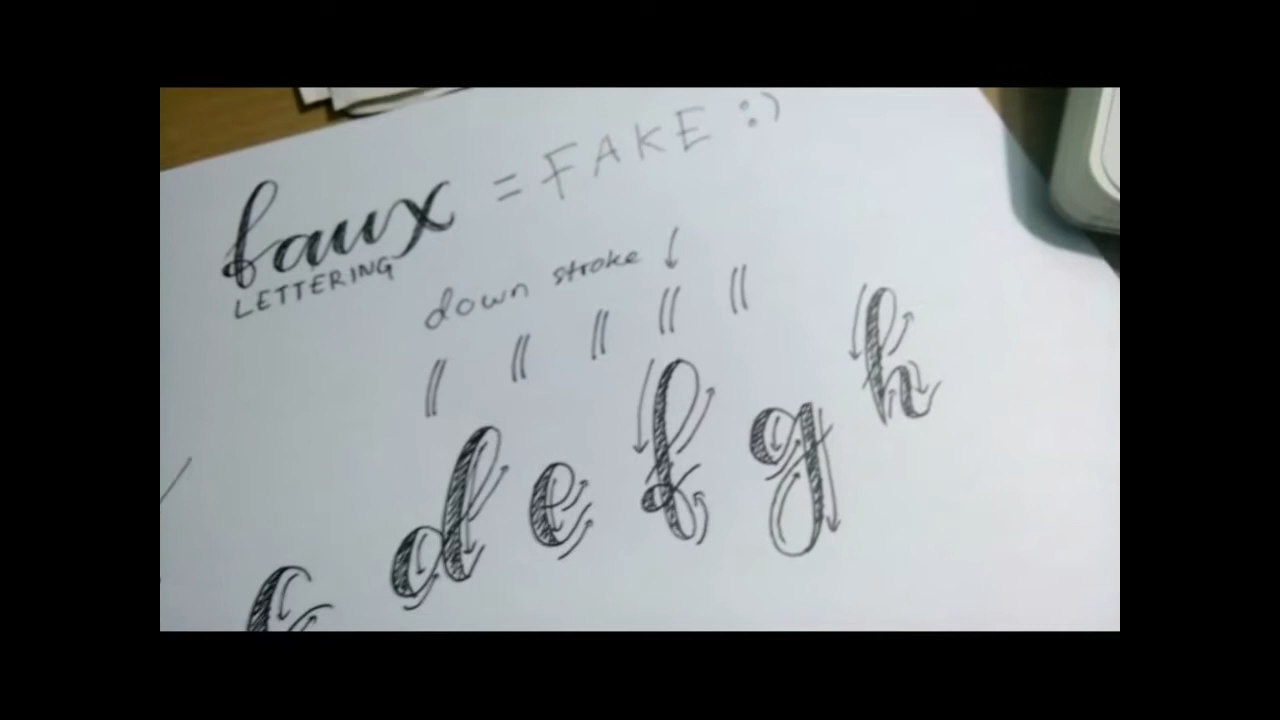 faux = FAKE :)
LETTERING
down stroke ↓
c d e f g h